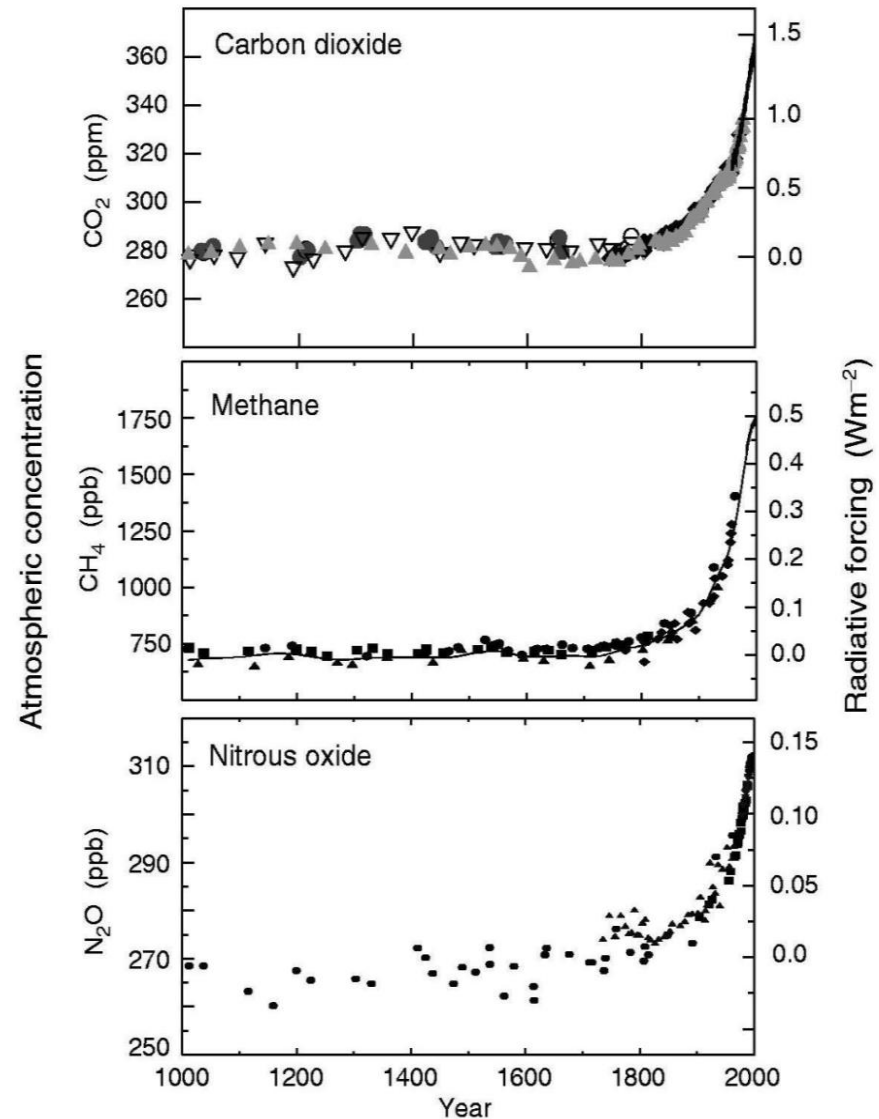 Atmospheric concentration
Radiative forcing (Wm⁻²)
Carbon dioxide
CO₂ (ppm)
360
340
320
300
280
260
1.5
1.0
0.5
0.0
Methane
CH₄ (ppb)
1750
1500
1250
1000
750
0.5
0.4
0.3
0.2
0.1
0.0
Nitrous oxide
N₂O (ppb)
310
290
270
250
0.15
0.10
0.05
0.0
1000 1200 1400 1600 1800 2000
Year